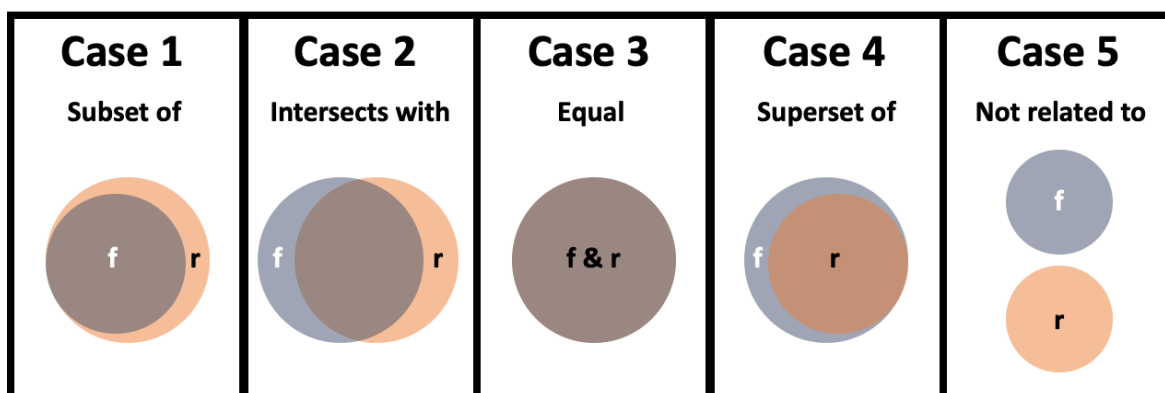 Case 1
Subset of
f
r
Case 2
Intersects with
f
r
Case 3
Equal
f & r
Case 4
Superset of
f
r
Case 5
Not related to
f
r